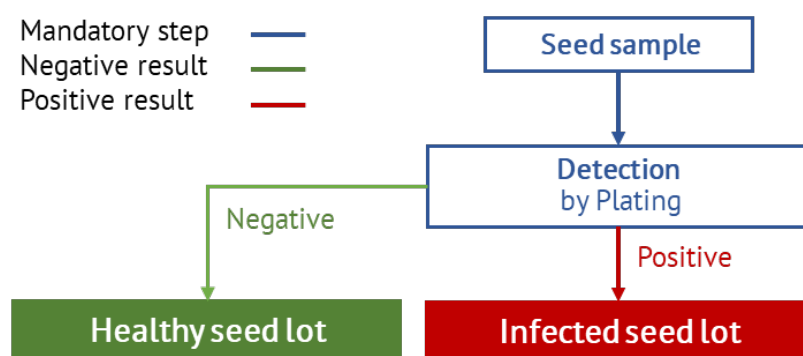 Mandatory step
Negative result
Positive result
Seed sample
Detection
by Plating
Negative
Positive
Healthy seed lot
Infected seed lot